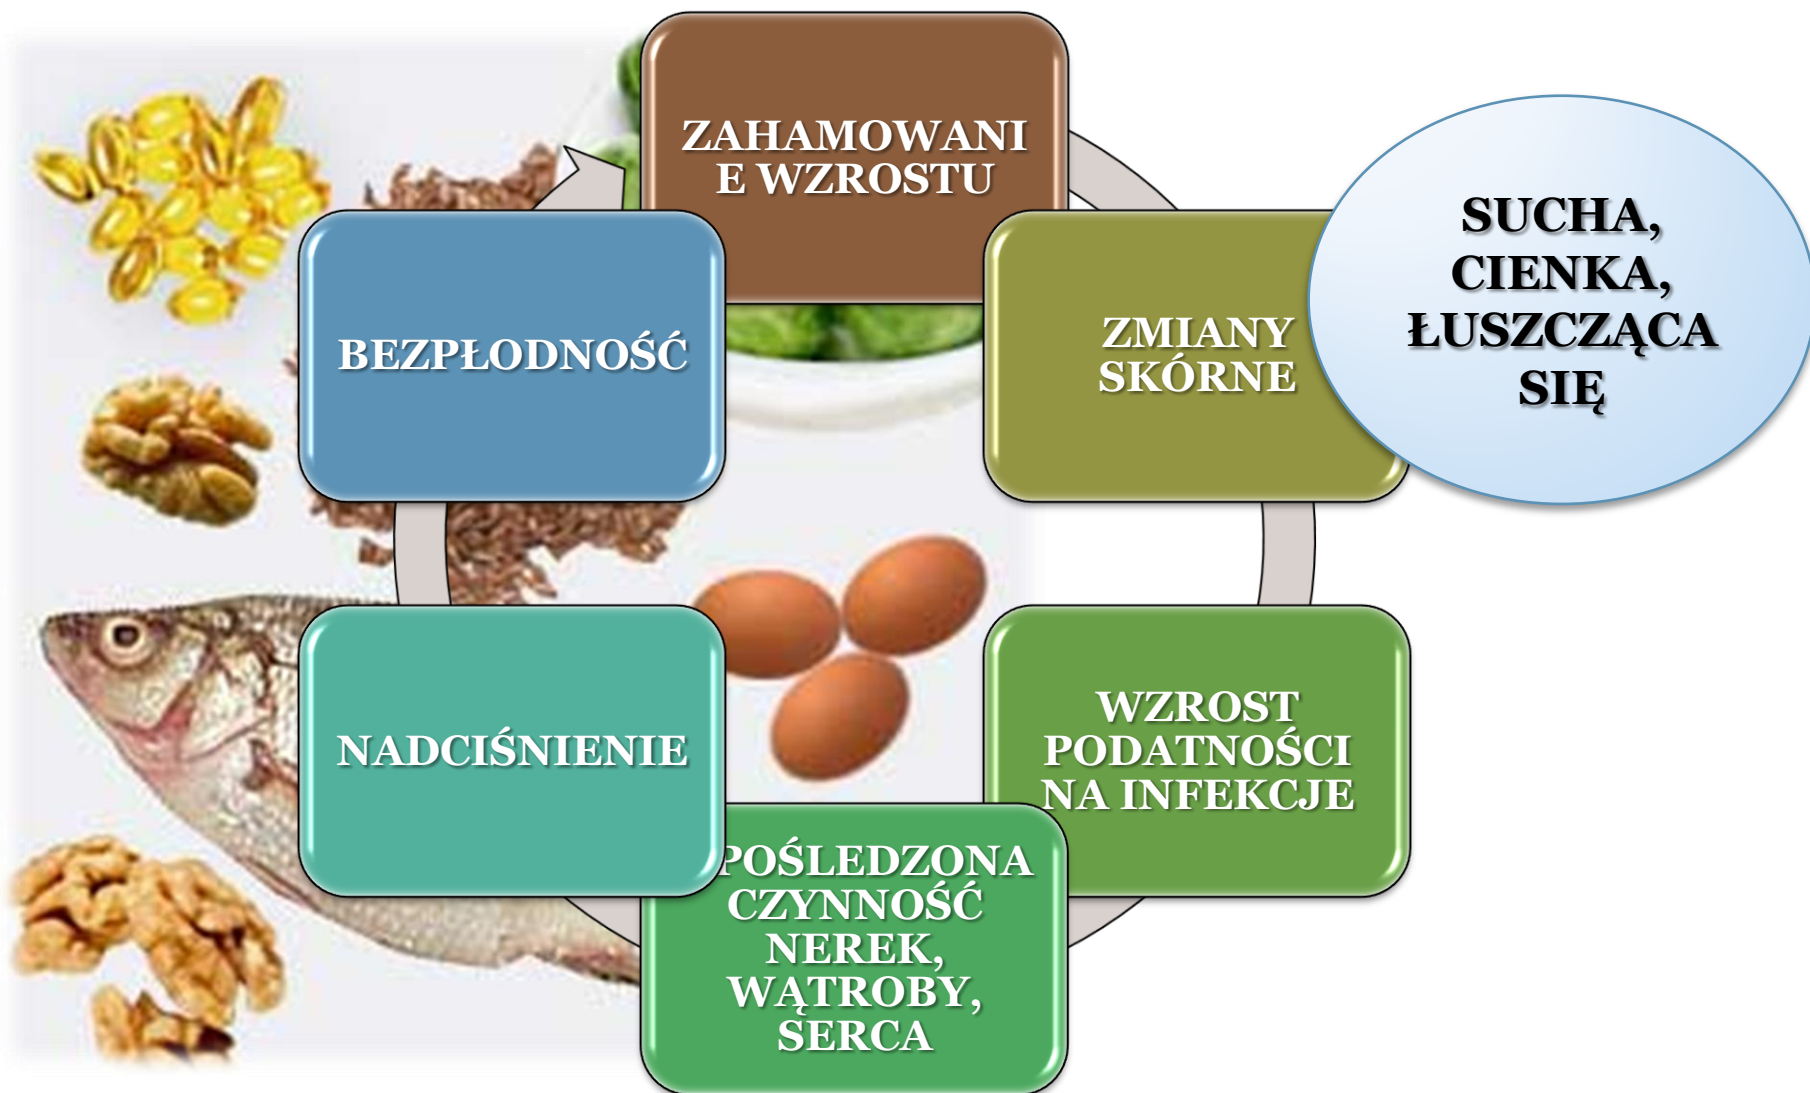 ZAHAMOWANI
E WZROSTU
ZMIANY
SKÓRNE
SUCHA,
CIENKA,
ŁUSZCZĄCA
SIĘ
WZROST
PODATNOŚCI
NA INFEKCJE
POŚLEDZONA
CZYNNOŚĆ
NEREK,
WĄTROBY,
SERCA
NADCIŚNIENIE
BEZPŁODNOŚĆ